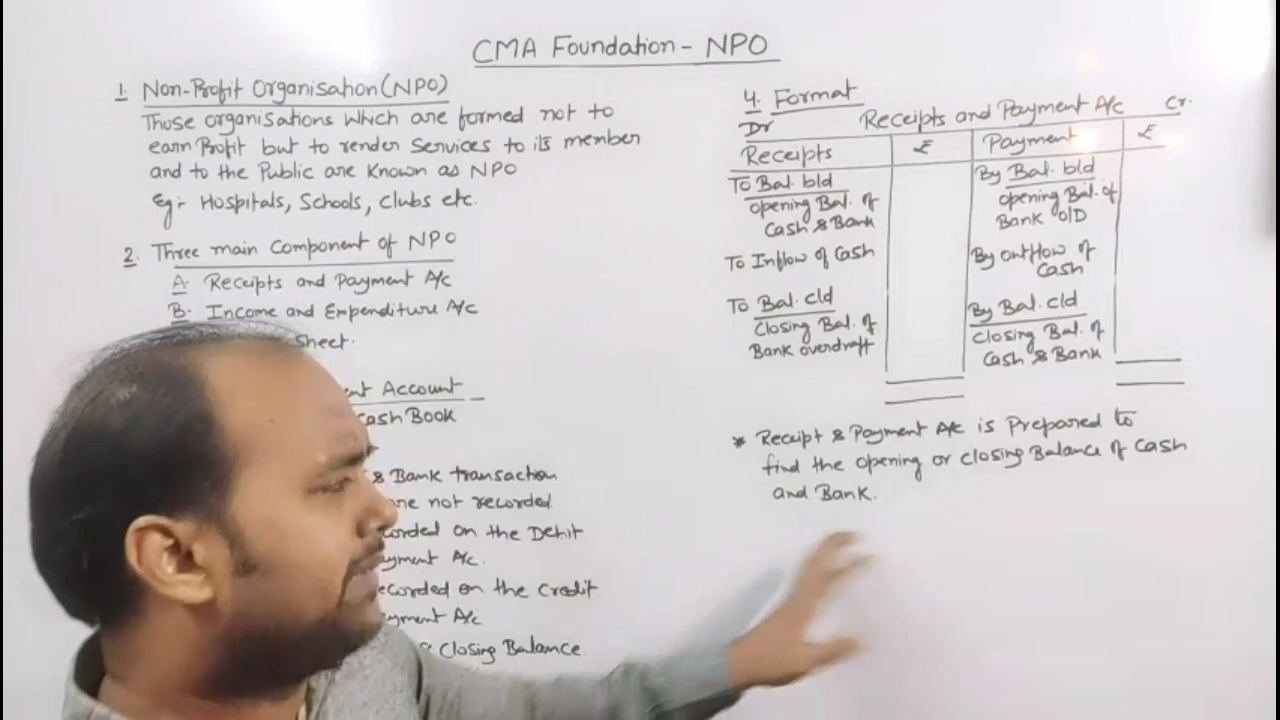 CMA Foundation - NPO
1. Non-Profit Organisation (NPO)
Those organisations which are formed not to
earn Profit but to render Services to its member
and to the Public are Known as NPO
Eg:- Hospitals, Schools, Clubs etc.
2. Three main Component of NPO
A. Receipts and Payment A/c
B. Income and Expenditure A/c
Sheet.
Account
Cash Book
& Bank transaction
are not recorded
on the Debit
A/c.
on the Credit
A/c
& Closing Balance
4. Format
Dr Receipts and Payment A/c Cr.
Receipts ₹ Payment ₹
To Bal. b/d By Bal. b/d
Opening Bal. of Opening Bal. of
Cash & Bank Bank O/D
To Inflow of Cash By Outflow of
Cash
To Bal. c/d By Bal. c/d
Closing Bal. of Closing Bal. of
Bank overdraft Cash & Bank
* Receipt & Payment A/c is Prepared to
find the Opening or Closing Balance of Cash
and Bank.